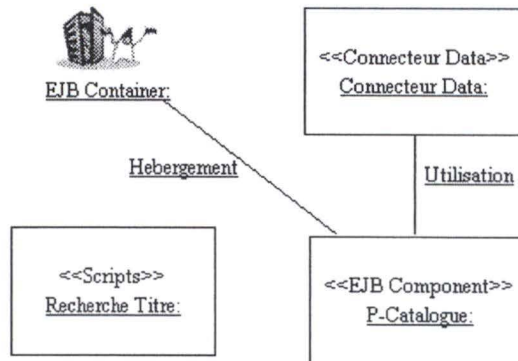 <<Connecteur Data>>
Connecteur Data:
EJB Container:
Hebergement
Utilisation
<<Scripts>>
Recherche Titre:
<<EJB Component>>
P-Catalogue: